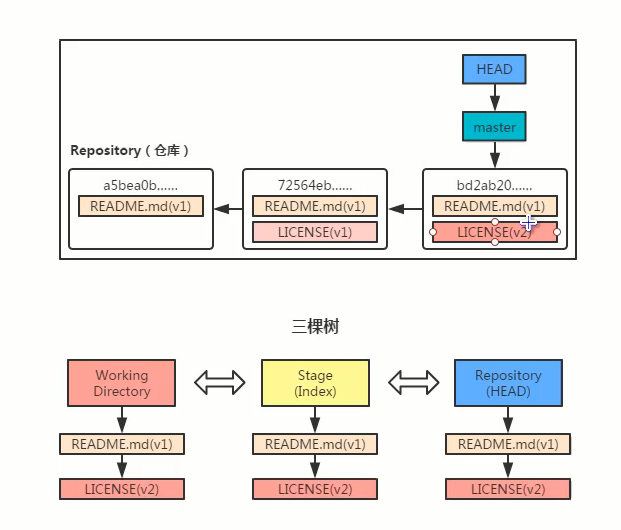 HEAD
master
Repository（仓库）
a5bea0b......
72564eb......
bd2ab20......
README.md(v1)
README.md(v1)
README.md(v1)
LICENSE(v1)
LICENSE(v2)
三棵树
Working
Directory
Stage
(Index)
Repository
(HEAD)
README.md(v1)
README.md(v1)
README.md(v1)
LICENSE(v2)
LICENSE(v2)
LICENSE(v2)